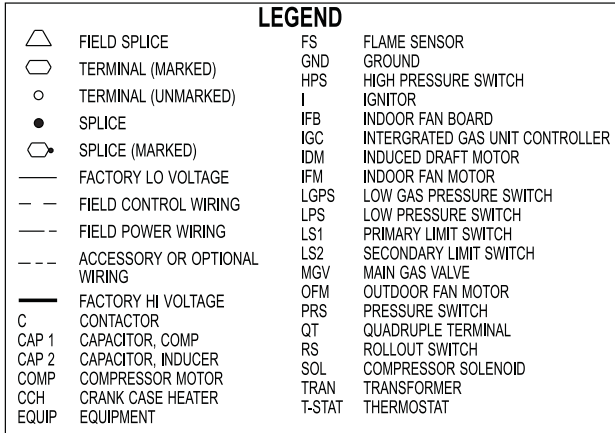 LEGEND
FIELD SPLICE
TERMINAL (MARKED)
TERMINAL (UNMARKED)
SPLICE
SPLICE (MARKED)
FACTORY LO VOLTAGE
FIELD CONTROL WIRING
FIELD POWER WIRING
ACCESSORY OR OPTIONAL
WIRING
FACTORY HI VOLTAGE
C CONTACTOR
CAP 1 CAPACITOR, COMP
CAP 2 CAPACITOR, INDUCER
COMP COMPRESSOR MOTOR
CCH CRANK CASE HEATER
EQUIP EQUIPMENT
FS FLAME SENSOR
GND GROUND
HPS HIGH PRESSURE SWITCH
I IGNITOR
IFB INDOOR FAN BOARD
IGC INTERGRATED GAS UNIT CONTROLLER
IDM INDUCED DRAFT MOTOR
IFM INDOOR FAN MOTOR
LGPS LOW GAS PRESSURE SWITCH
LPS LOW PRESSURE SWITCH
LS1 PRIMARY LIMIT SWITCH
LS2 SECONDARY LIMIT SWITCH
MGV MAIN GAS VALVE
OFM OUTDOOR FAN MOTOR
PRS PRESSURE SWITCH
QT QUADRUPLE TERMINAL
RS ROLLOUT SWITCH
SOL COMPRESSOR SOLENOID
TRAN TRANSFORMER
T-STAT THERMOSTAT